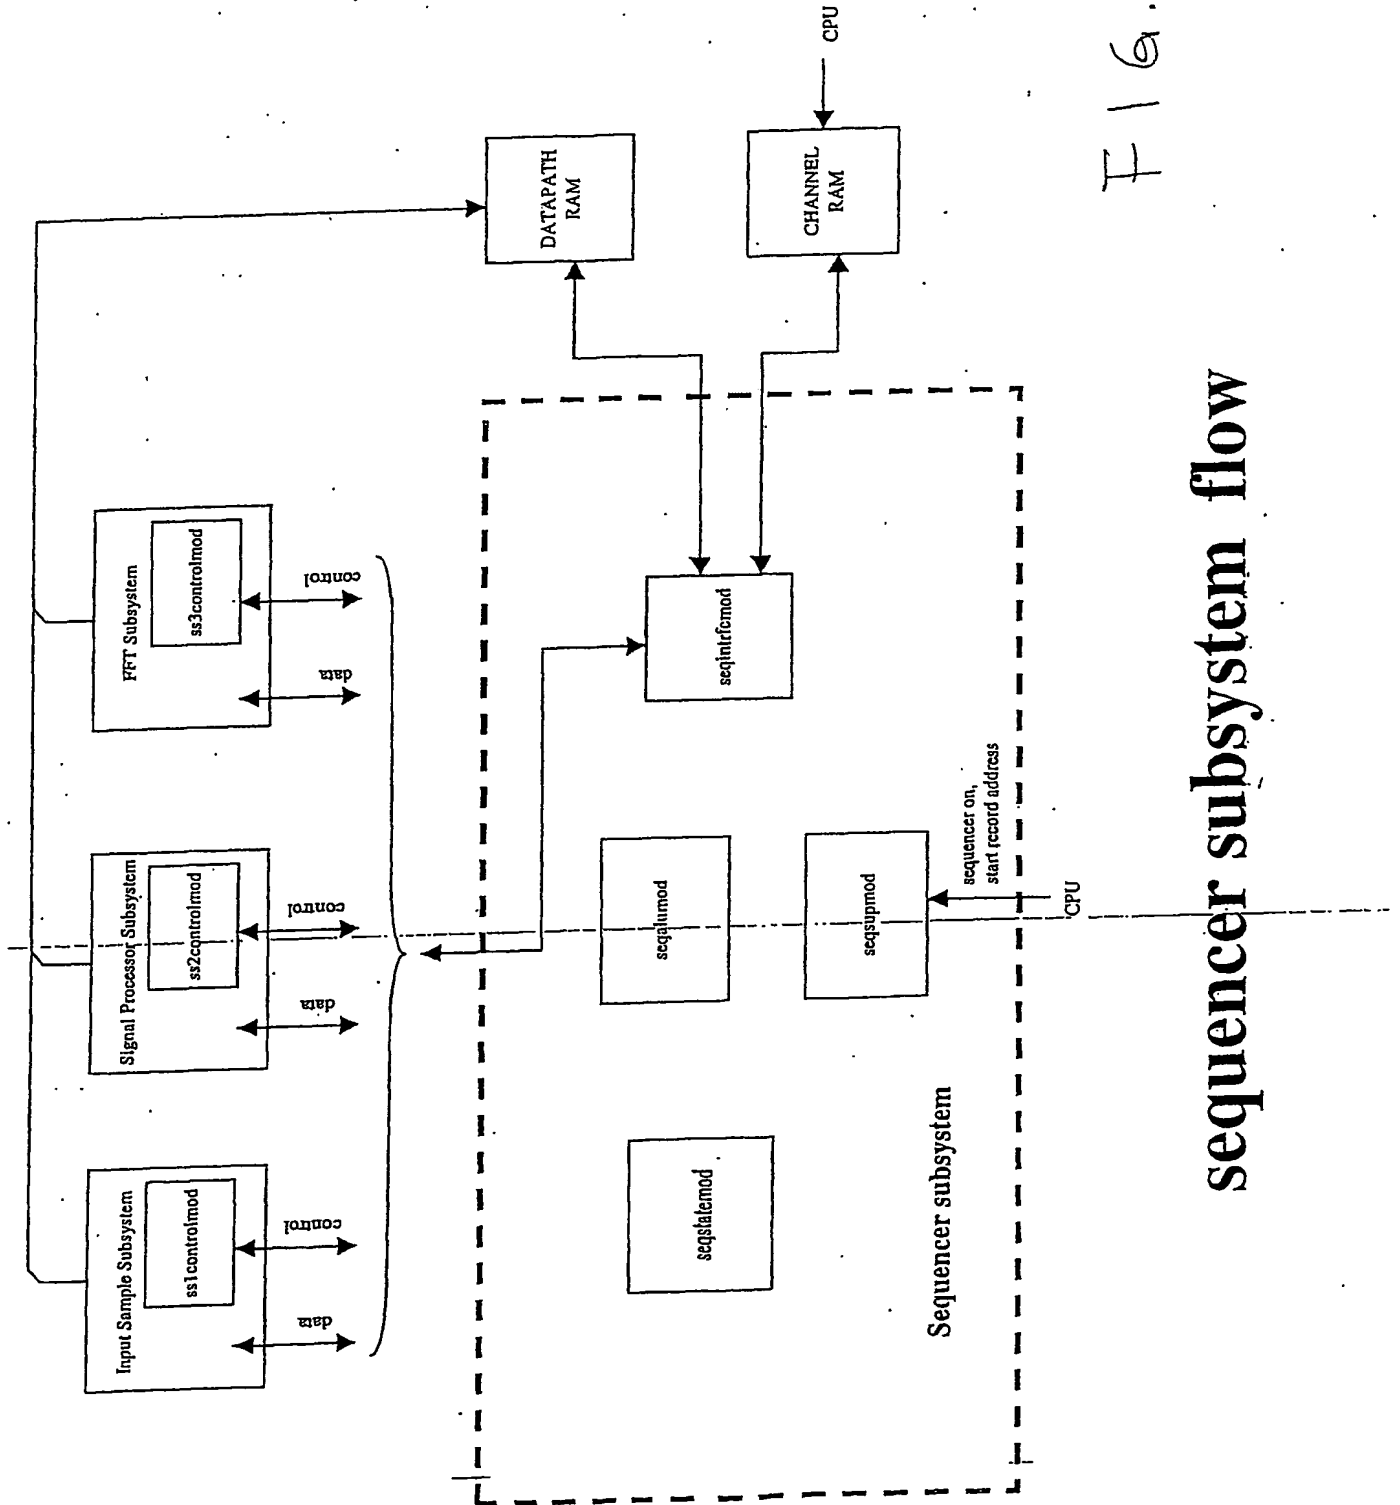 Input Sample Subsystem
ss1controlmod
data
control
Signal Processor Subsystem
ss2controlmod
data
control
FFT Subsystem
ss3controlmod
data
control
DATAPATH
RAM
CHANNEL
RAM
CPU
seqstatemod
seqalumod
seqsupmod
seqintrfcmod
sequencer on,
start record address
CPU
Sequencer subsystem
sequencer subsystem flow
FIG.